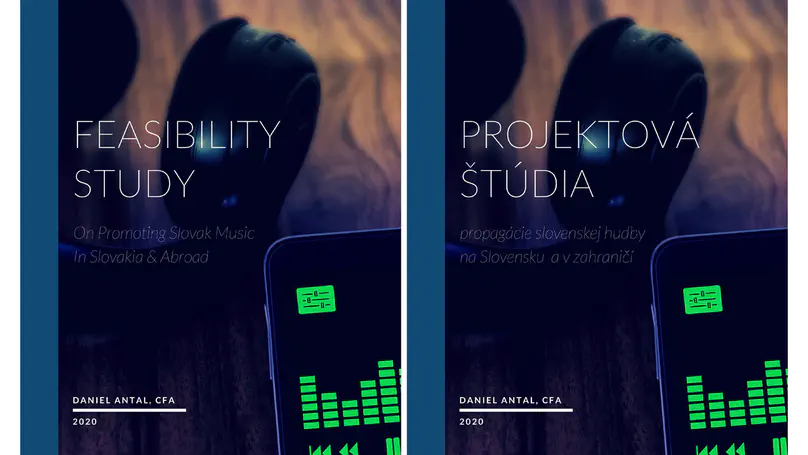 FEASIBILITY
STUDY
On Promoting Slovak Music
In Slovakia & Abroad
DANIEL ANTAL, CFA
2020
PROJEKTOVÁ
ŠTÚDIA
propagácie slovenskej hudby
na Slovensku a v zahraničí
DANIEL ANTAL, CFA
2020